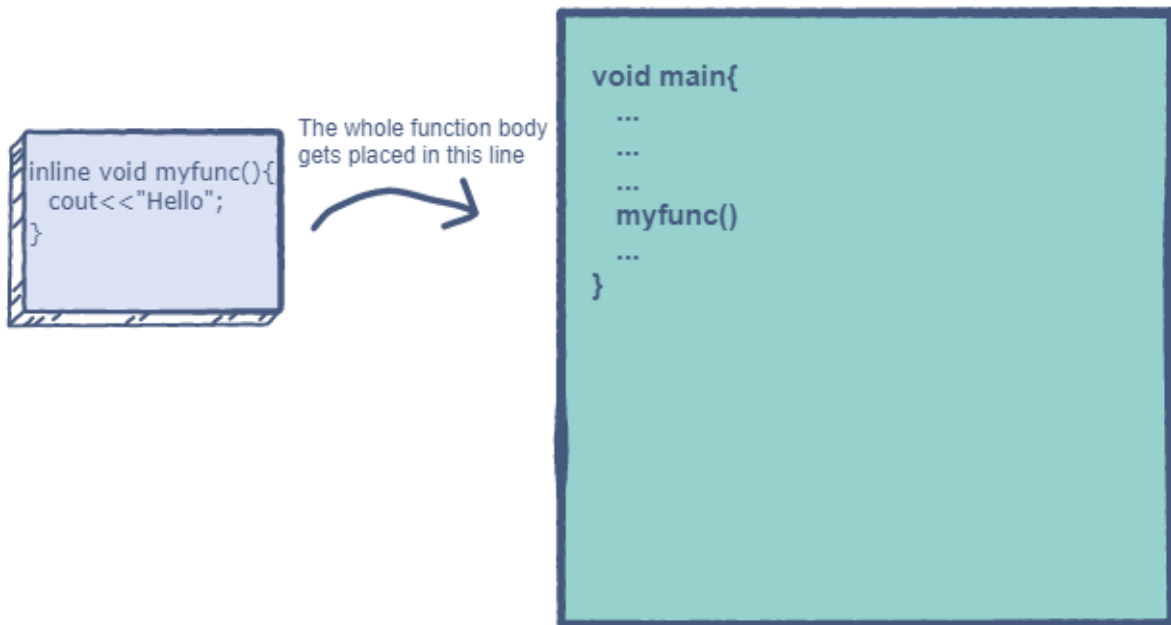 inline void myfunc(){
cout<<"Hello";
}
The whole function body
gets placed in this line
void main{
...
...
...
myfunc()
...
}